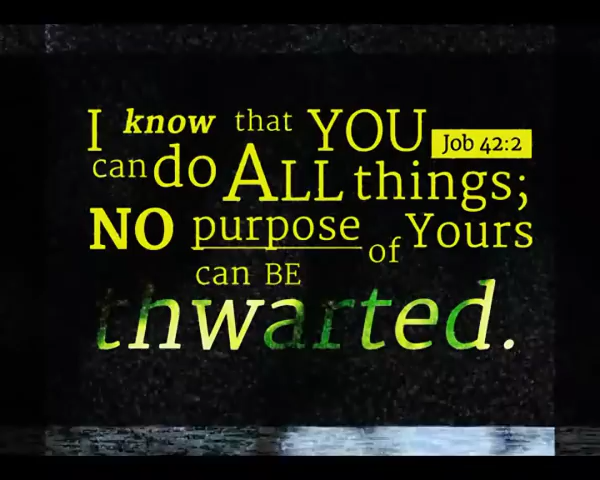 I know that YOU Job 42:2
can do ALL things;
NO purpose of Yours
can BE
thwarted.